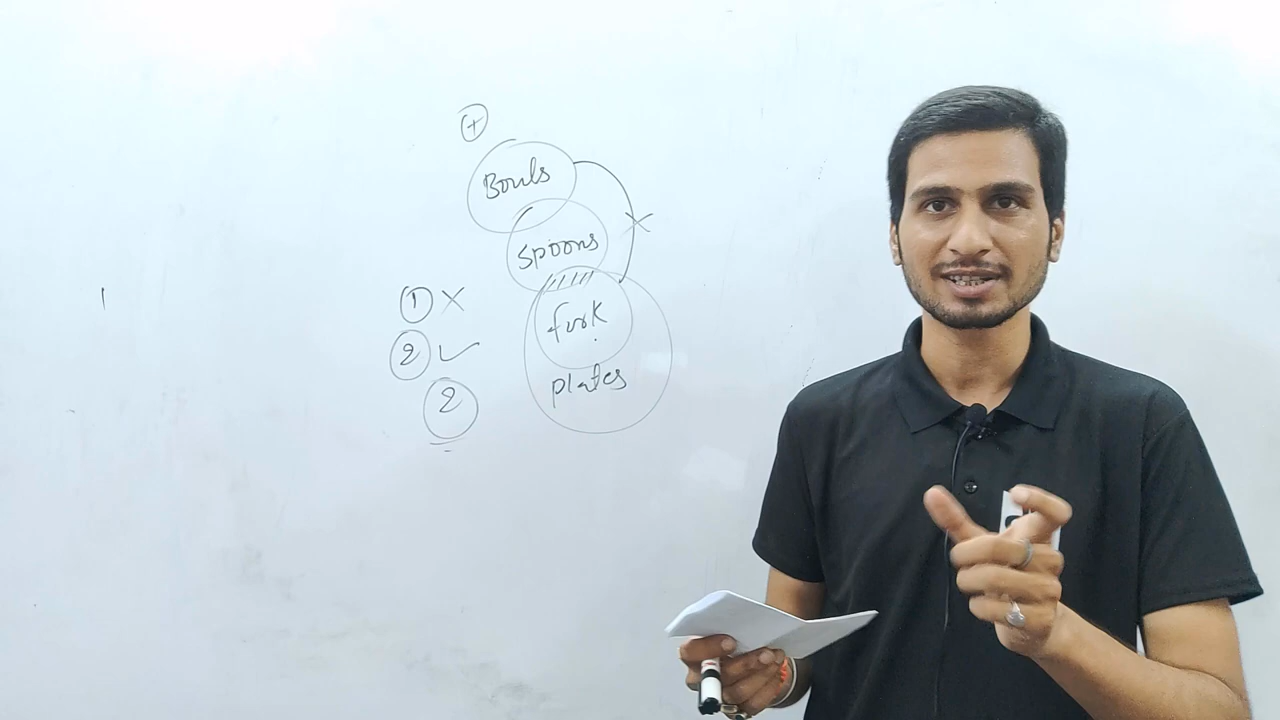 +
Bowls
Spoons
① ×
fork
② ✓
plates
②